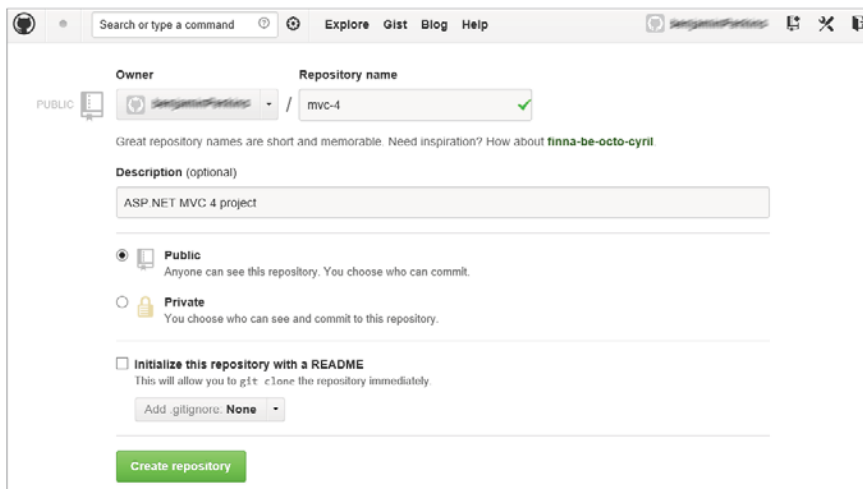 Search or type a command
Explore Gist Blog Help
Owner
Repository name
PUBLIC
/
mvc-4
Great repository names are short and memorable. Need inspiration? How about finna-be-octo-cyril.
Description (optional)
ASP.NET MVC 4 project
Public
Anyone can see this repository. You choose who can commit.
Private
You choose who can see and commit to this repository.
Initialize this repository with a README
This will allow you to git clone the repository immediately.
Add .gitignore: None
Create repository